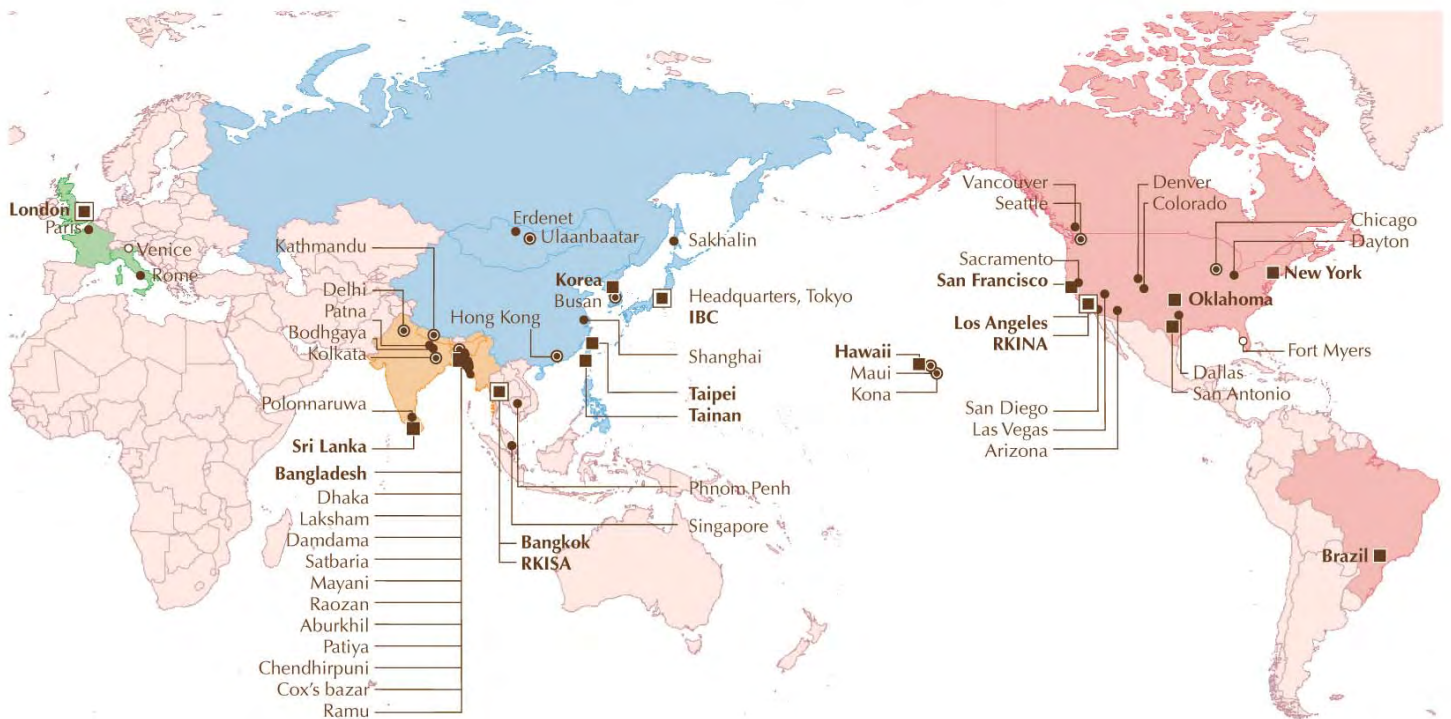 London
Paris
Venice
Rome
Kathmandu
Delhi
Patna
Bodhgaya
Kolkata
Polonnaruwa
Sri Lanka
Bangladesh
Dhaka
Laksham
Damdama
Satbaria
Mayani
Raozan
Aburkhil
Patiya
Chendhirpuni
Cox's bazar
Ramu
Erdenet
Ulaanbaatar
Sakhalin
Korea
Busan
Headquarters, Tokyo
IBC
Hong Kong
Shanghai
Taipei
Tainan
Phnom Penh
Singapore
Bangkok
RKISA
Hawaii
Maui
Kona
Vancouver
Seattle
Denver
Colorado
Chicago
Dayton
Sacramento
San Francisco
New York
Oklahoma
Los Angeles
RKINA
Fort Myers
Dallas
San Antonio
San Diego
Las Vegas
Arizona
Brazil